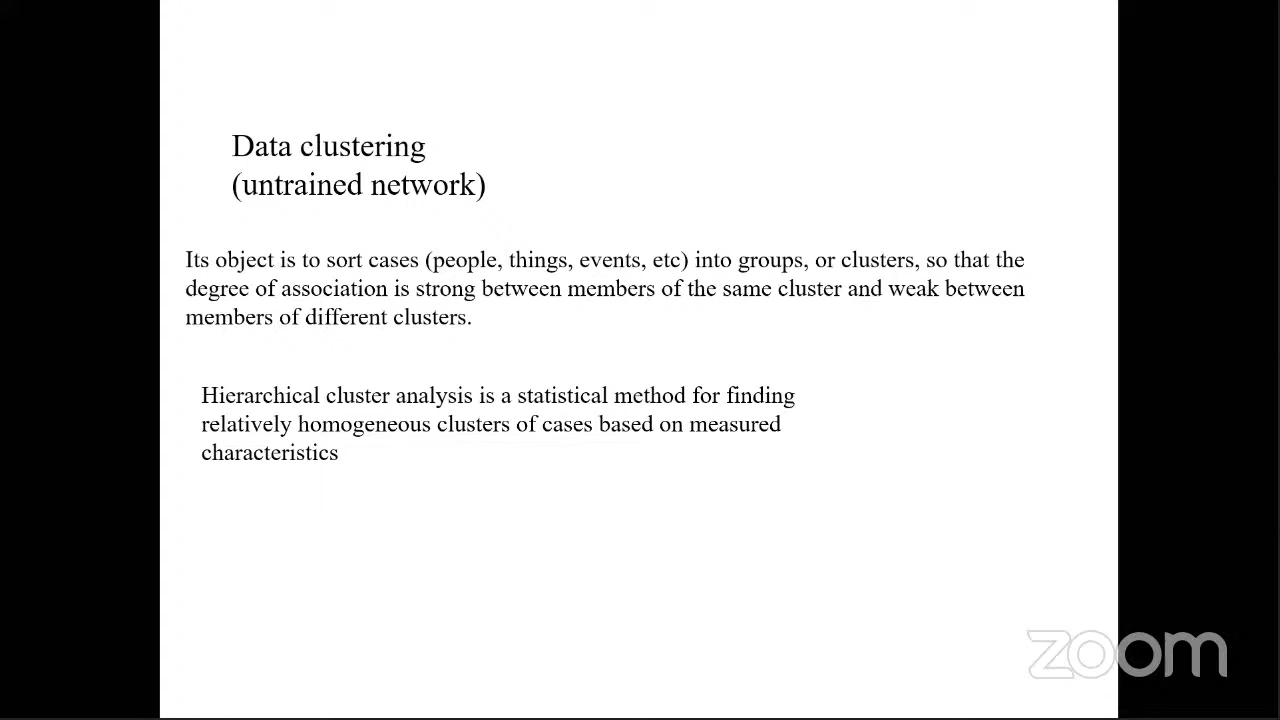 Data clustering
(untrained network)
Its object is to sort cases (people, things, events, etc) into groups, or clusters, so that the
degree of association is strong between members of the same cluster and weak between
members of different clusters.
Hierarchical cluster analysis is a statistical method for finding
relatively homogeneous clusters of cases based on measured
characteristics
zoom